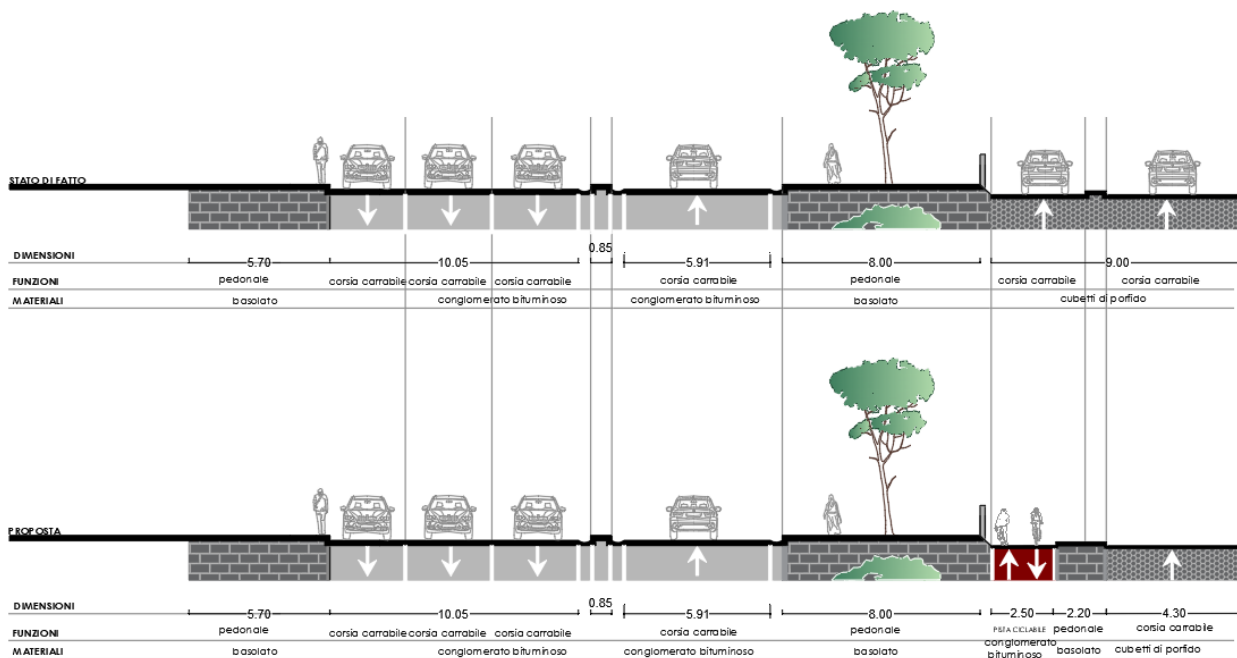 STATO DI FATTO
DIMENSIONI 5.70 10.05 0.85 5.91 8.00 9.00
FUNZIONI pedonale corsia carrabile corsia carrabile corsia carrabile corsia carrabile pedonale corsia carrabile corsia carrabile
MATERIALI basolato conglomerato bituminoso conglomerato bituminoso basolato cubetti di porfido
PROPOSTA
DIMENSIONI 5.70 10.05 0.85 5.91 8.00 2.50 2.20 4.30
FUNZIONI pedonale corsia carrabile corsia carrabile corsia carrabile corsia carrabile pedonale PISTA CICLABILE pedonale corsia carrabile
MATERIALI basolato conglomerato bituminoso conglomerato bituminoso basolato conglomerato bituminoso basolato cubetti di porfido